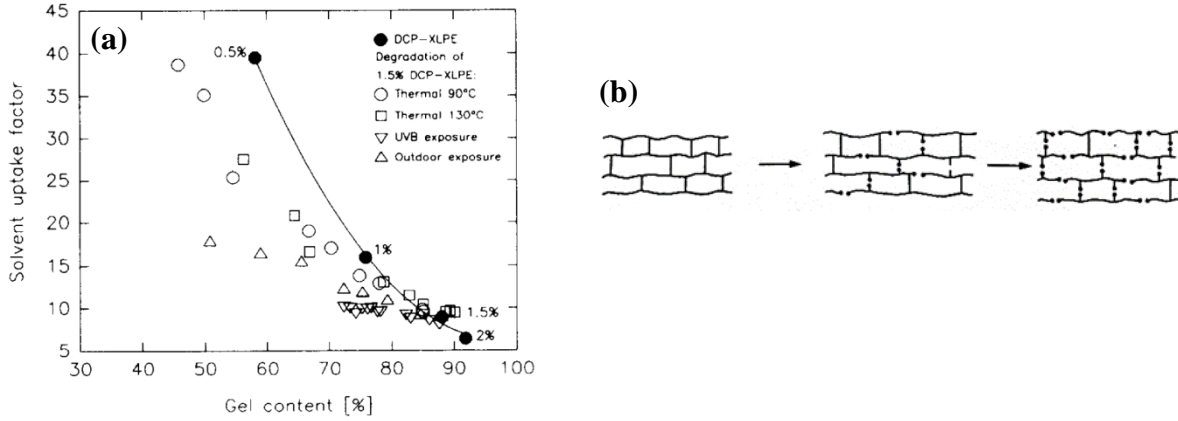 (a)
45
40
35
30
25
20
15
10
5
Solvent uptake factor
30 40 50 60 70 80 90 100
Gel content [%]
0.5%
1%
1.5%
2%
DCP-XLPE
Degradation of
1.5% DCP-XLPE:
Thermal 90°C
Thermal 130°C
UVB exposure
Outdoor exposure
(b)